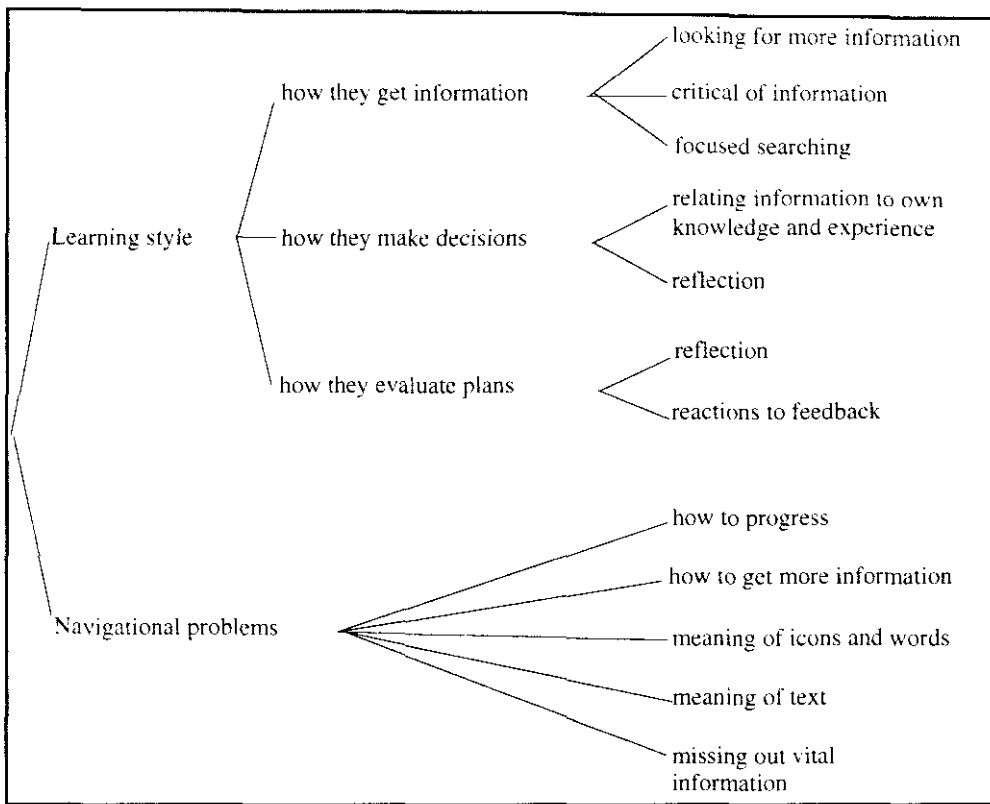 looking for more information
how they get information
critical of information
focused searching
relating information to own
knowledge and experience
Learning style
how they make decisions
reflection
reflection
how they evaluate plans
reactions to feedback
how to progress
how to get more information
Navigational problems
meaning of icons and words
meaning of text
missing out vital
information